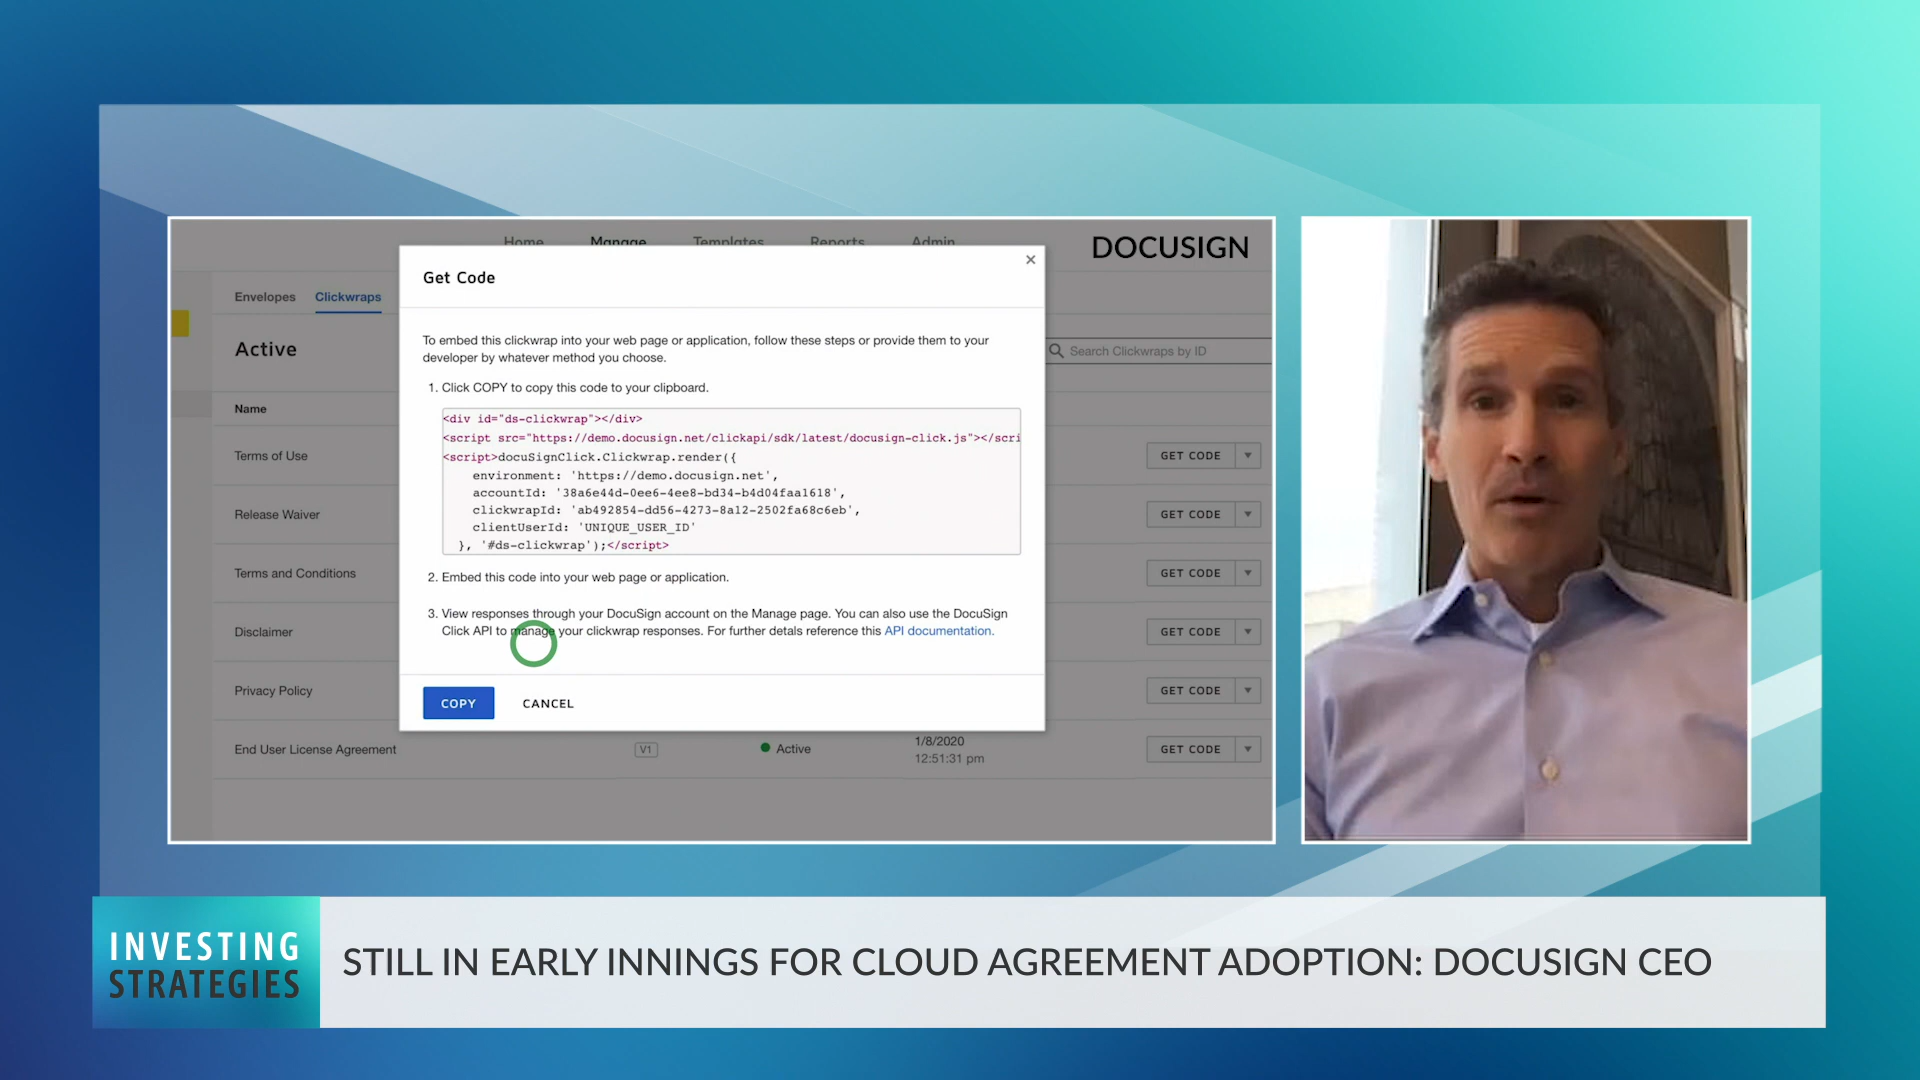 Home Manage Templates Reports Admin
DOCUSIGN
Get Code
×
Envelopes Clickwraps
To embed this clickwrap into your web page or application, follow these steps or provide them to your
developer by whatever method you choose.
Active
Search Clickwraps by ID
1. Click COPY to copy this code to your clipboard.
Name
<div id="ds-clickwrap"></div>
<script src="https://demo.docusign.net/clickapi/sdk/latest/docusign-click.js"></scri
<script>docuSignClick.Clickwrap.render({
environment: 'https://demo.docusign.net',
accountId: '38a6e44d-0ee6-4ee8-bd34-b4d04faa1618',
clickwrapId: 'ab492854-dd56-4273-8a12-2502fa68c6eb',
clientUserId: 'UNIQUE_USER_ID'
}, '#ds-clickwrap');</script>
Terms of Use GET CODE
Release Waiver GET CODE
Terms and Conditions GET CODE
2. Embed this code into your web page or application.
3. View responses through your DocuSign account on the Manage page. You can also use the DocuSign
Click API to manage your clickwrap responses. For further detals reference this API documentation.
Disclaimer GET CODE
Privacy Policy GET CODE
COPY CANCEL
End User License Agreement V1 Active 1/8/2020 GET CODE
12:51:31 pm
INVESTING
STRATEGIES
STILL IN EARLY INNINGS FOR CLOUD AGREEMENT ADOPTION: DOCUSIGN CEO